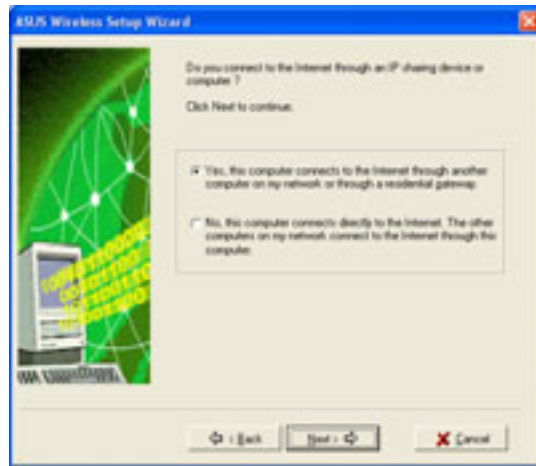 ASUS Wireless Setup Wizard
Do you connect to the Internet through an IP sharing device or
computer ?
Click Next to continue.
Yes, this computer connects to the Internet through another
computer on my network or through a residential gateway.
No, this computer connects directly to the Internet. The other
computers on my network connect to the Internet through this
computer.
< Back
Next >
Cancel